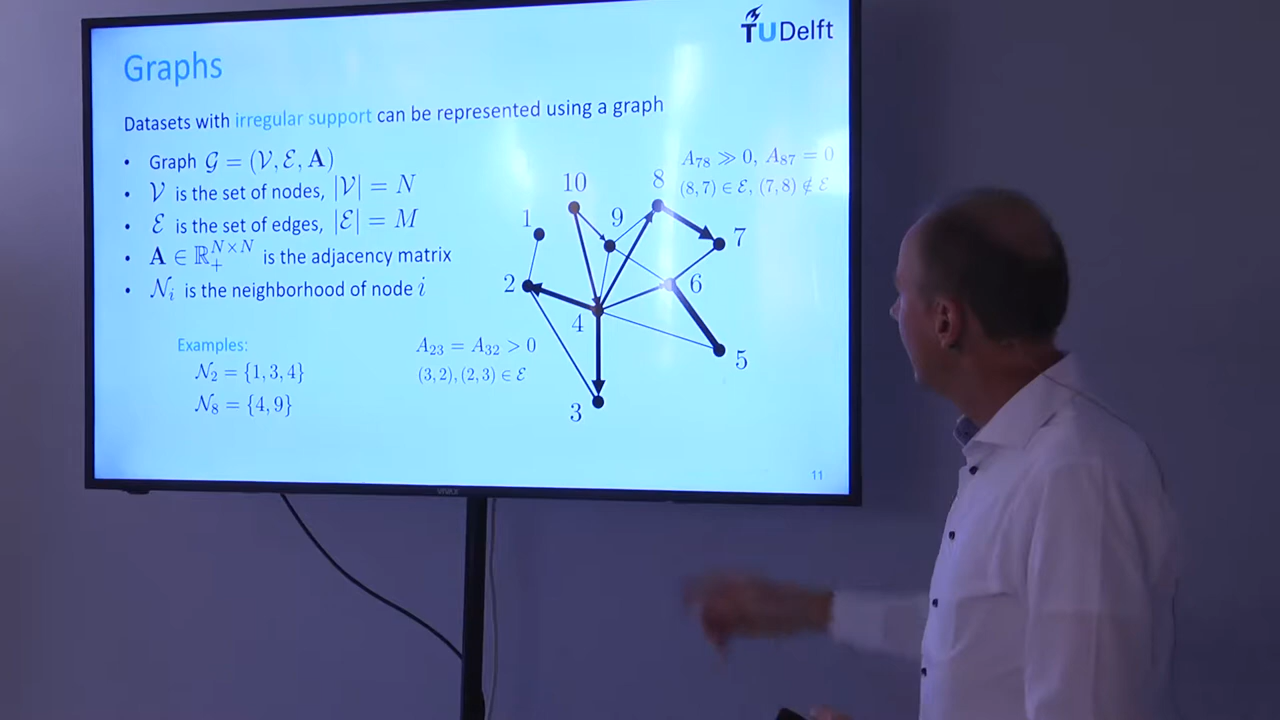 TUDelft
Graphs
Datasets with irregular support can be represented using a graph
• Graph 𝒢 = (𝒱, ℰ, A)
• 𝒱 is the set of nodes, |𝒱| = N
• ℰ is the set of edges, |ℰ| = M
• A ∈ ℝ₊^{N×N} is the adjacency matrix
• 𝒩ᵢ is the neighborhood of node i
Examples:
𝒩₂ = {1, 3, 4}
𝒩₈ = {4, 9}
A₂₃ = A₃₂ > 0
(3, 2), (2, 3) ∈ ℰ
A₇₈ ≫ 0, A₈₇ = 0
(8, 7) ∈ ℰ, (7, 8) ∉ ℰ
10
8
1
9
7
2
6
4
5
3
11